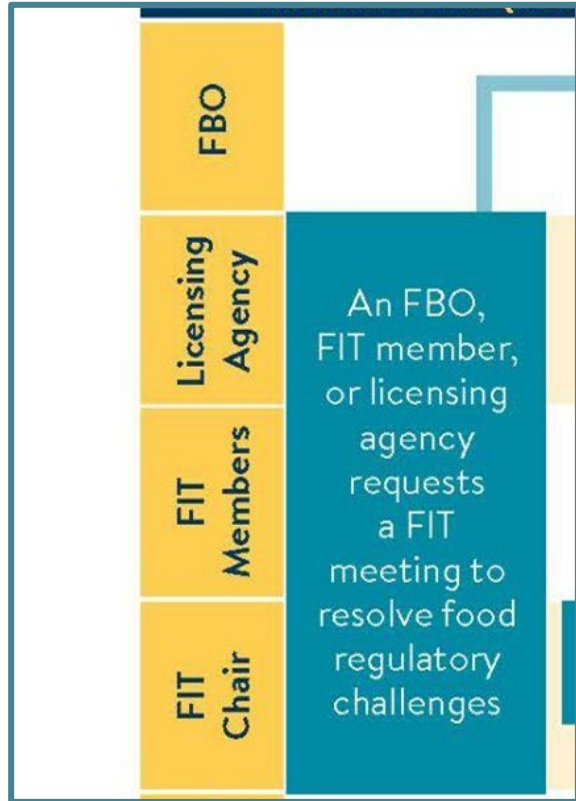 FBO
Licensing
Agency
FIT
Members
FIT
Chair
An FBO,
FIT member,
or licensing
agency
requests
a FIT
meeting to
resolve food
regulatory
challenges